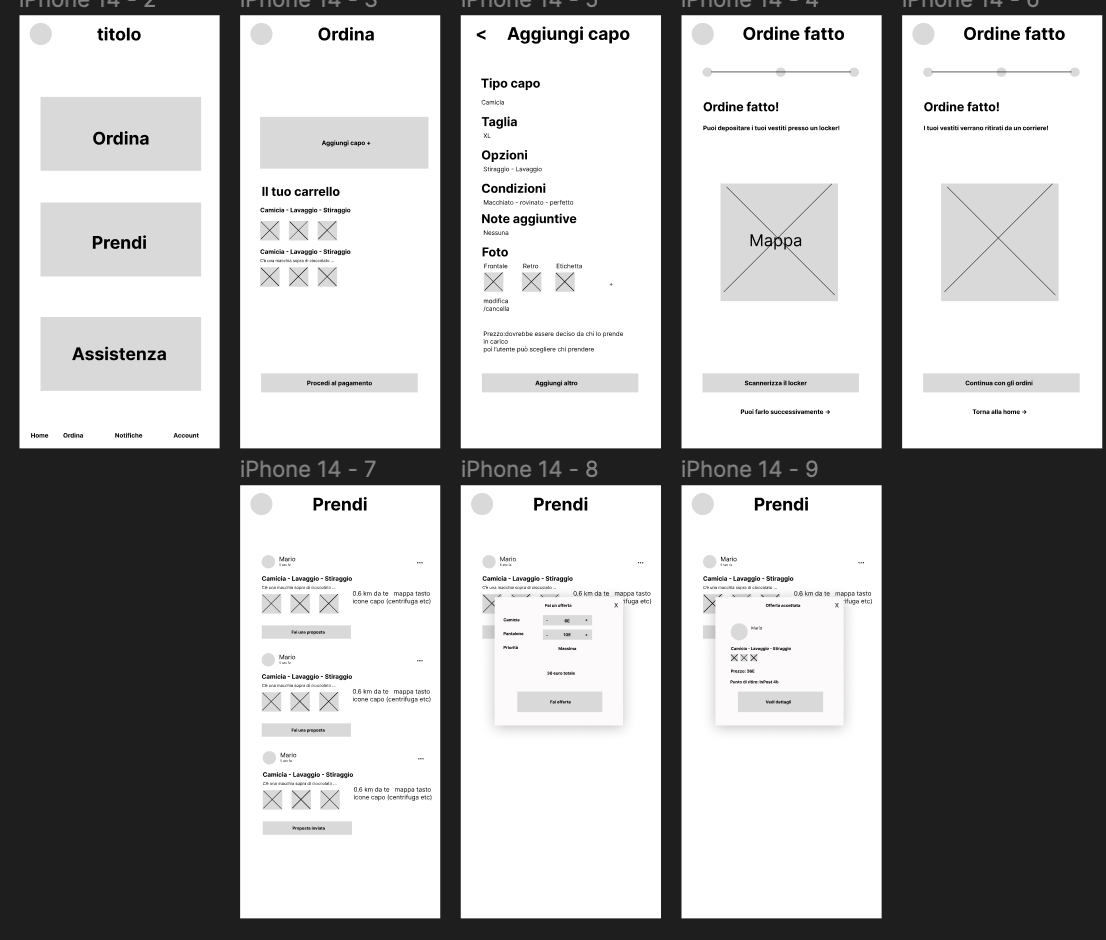 iPhone 14 - 2
titolo
Ordina
Prendi
Assistenza
Home Ordina Notifiche Account
iPhone 14 - 3
Ordina
Aggiungi capo +
Il tuo carrello
Camicia - Lavaggio - Stiraggio
Camicia - Lavaggio - Stiraggio
C'è una macchia sopra di cioccolato ...
Procedi al pagamento
iPhone 14 - 5
< Aggiungi capo
Tipo capo
Camicia
Taglia
XL
Opzioni
Stiraggio - Lavaggio
Condizioni
Macchiato - rovinato - perfetto
Note aggiuntive
Nessuna
Foto
Frontale Retro Etichetta
+
modifica
/cancella
Prezzo:dovrebbe essere deciso da chi lo prende
in carico
poi l'utente può scegliere chi prendere
Aggiungi altro
iPhone 14 - 4
Ordine fatto
Ordine fatto!
Puoi depositare i tuoi vestiti presso un locker!
Mappa
Scannerizza il locker
Puoi farlo successivamente →
iPhone 14 - 6
Ordine fatto
Ordine fatto!
I tuoi vestiti verrano ritirati da un corriere!
Continua con gli ordini
Torna alla home →
iPhone 14 - 7
Prendi
Mario
...
Camicia - Lavaggio - Stiraggio
C'è una macchia sopra di cioccolato ...
0.6 km da te mappa tasto
icone capo (centrifuga etc)
Fai una proposta
Mario
...
Camicia - Lavaggio - Stiraggio
C'è una macchia sopra di cioccolato ...
0.6 km da te mappa tasto
icone capo (centrifuga etc)
Fai una proposta
Mario
...
Camicia - Lavaggio - Stiraggio
C'è una macchia sopra di cioccolato ...
0.6 km da te mappa tasto
icone capo (centrifuga etc)
Proposta inviata
iPhone 14 - 8
Prendi
Mario
...
Camicia - Lavaggio - Stiraggio
C'è una macchia sopra di cioccolato ...
0.6 km da te mappa tasto
ifuga etc)
Fai un offerta X
Camicia - 6E +
Pantalone - 10E +
Priorità Massima
36 euro totale
Fai offerta
iPhone 14 - 9
Prendi
Mario
...
Camicia - Lavaggio - Stiraggio
C'è una macchia sopra di cioccolato ...
0.6 km da te mappa tasto
ifuga etc)
Offerta accettata X
Mario
Camicia - Lavaggio - Stiraggio
Prezzo: 36E
Punto di ritiro: InPost 4b
Vedi dettagli